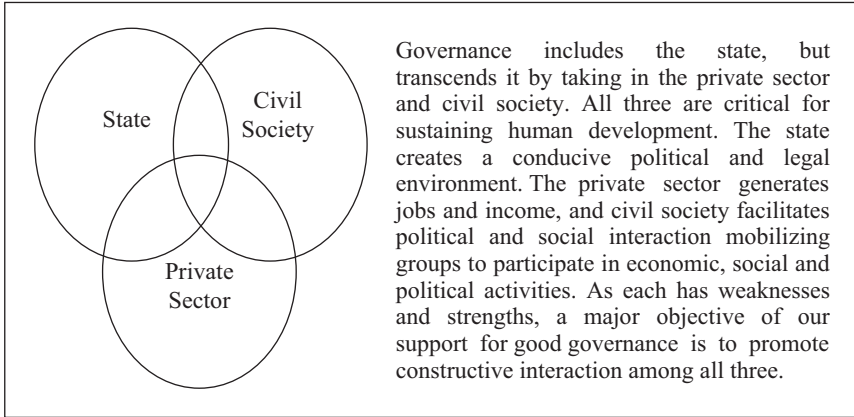 State
Civil
Society
Private
Sector
Governance includes the state, but
transcends it by taking in the private sector
and civil society. All three are critical for
sustaining human development. The state
creates a conducive political and legal
environment. The private sector generates
jobs and income, and civil society facilitates
political and social interaction mobilizing
groups to participate in economic, social and
political activities. As each has weaknesses
and strengths, a major objective of our
support for good governance is to promote
constructive interaction among all three.